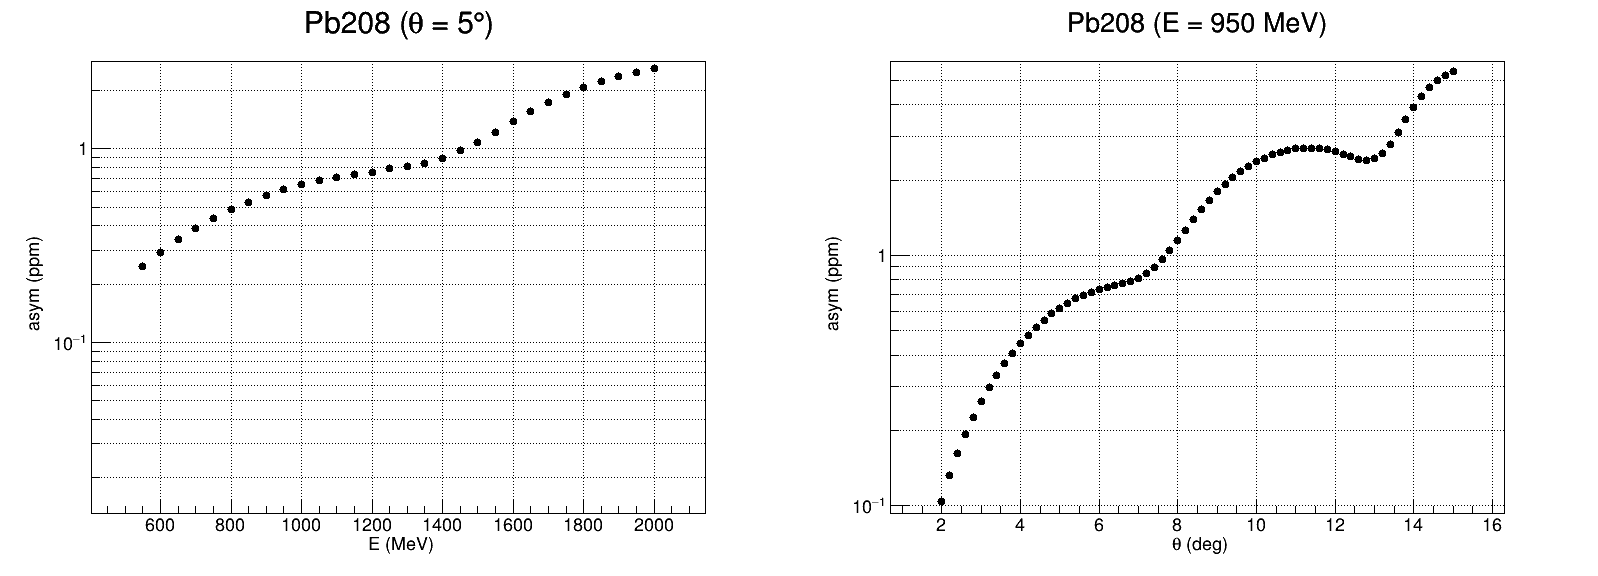 Pb208 (θ = 5°)
asym (ppm)
1
10⁻¹
600 800 1000 1200 1400 1600 1800 2000
E (MeV)
Pb208 (E = 950 MeV)
asym (ppm)
1
10⁻¹
2 4 6 8 10 12 14 16
θ (deg)